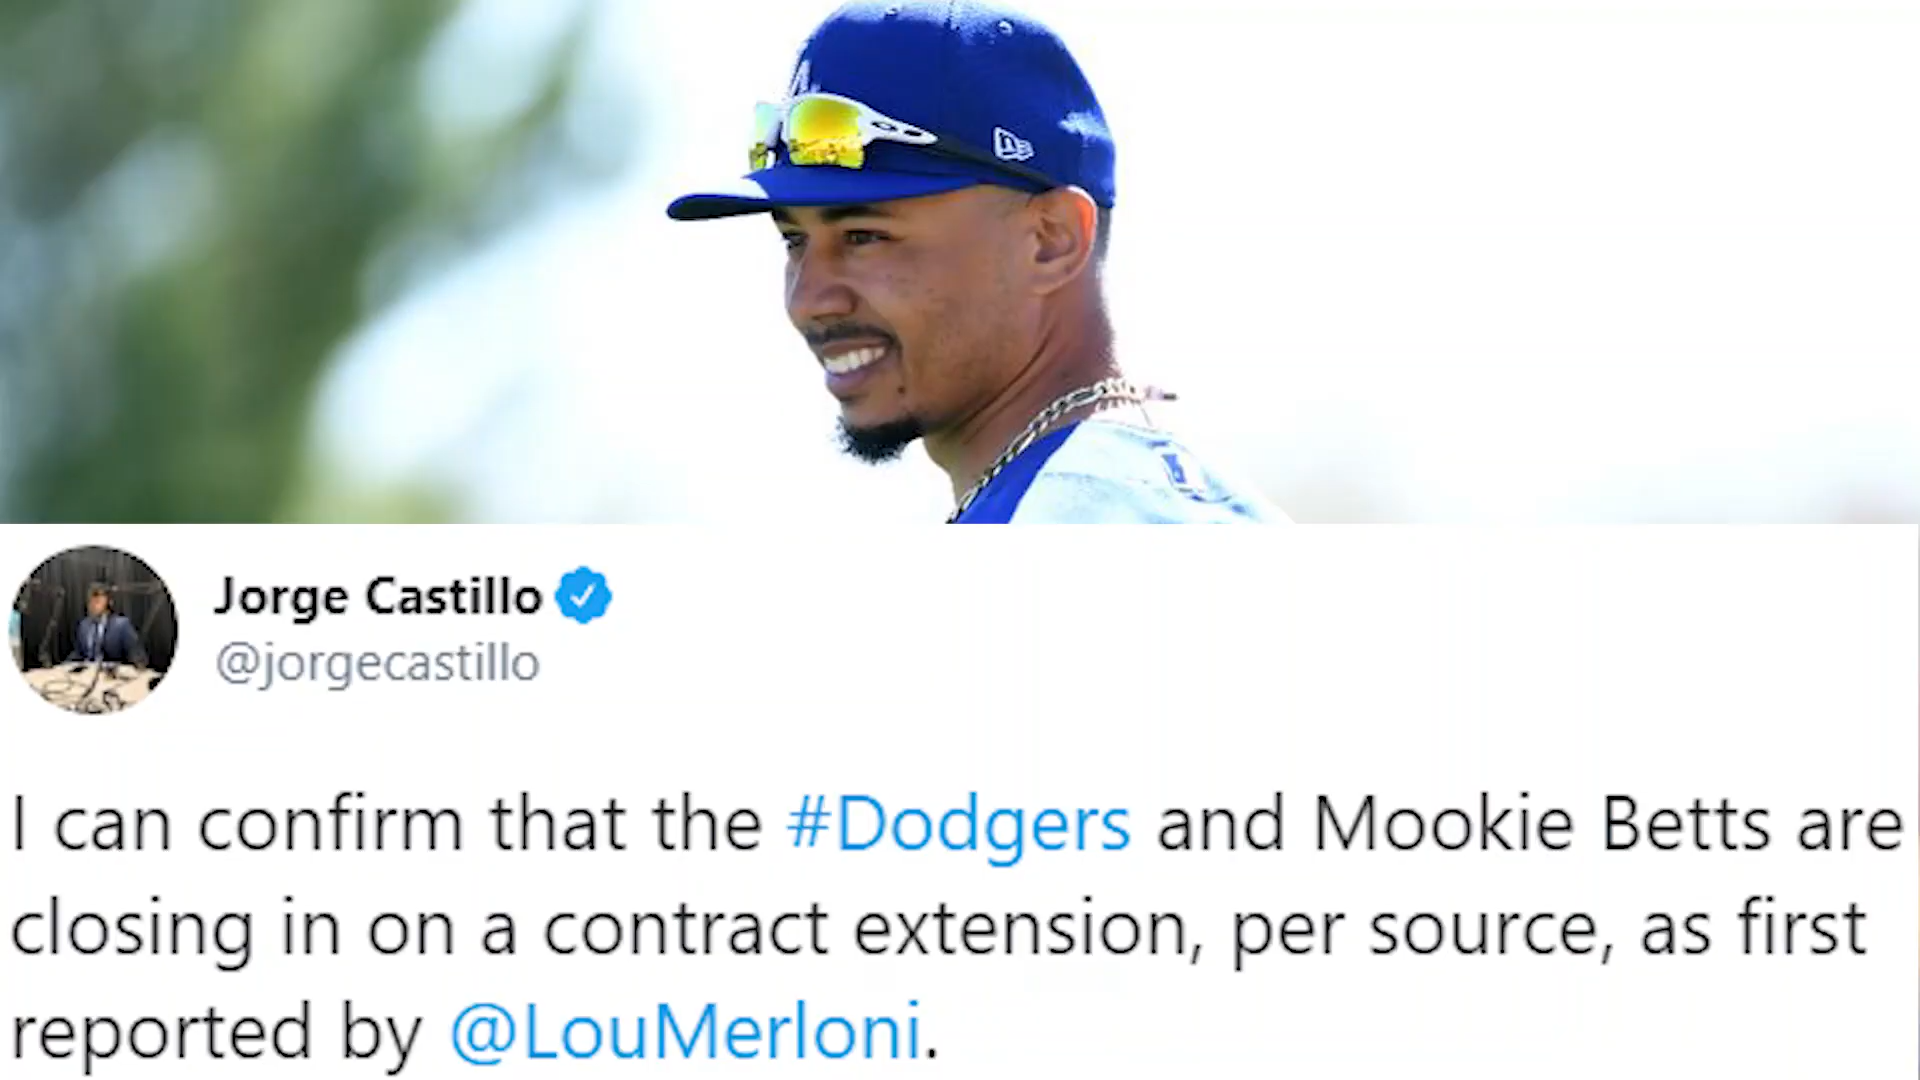 Jorge Castillo
@jorgecastillo
I can confirm that the #Dodgers and Mookie Betts are
closing in on a contract extension, per source, as first
reported by @LouMerloni.